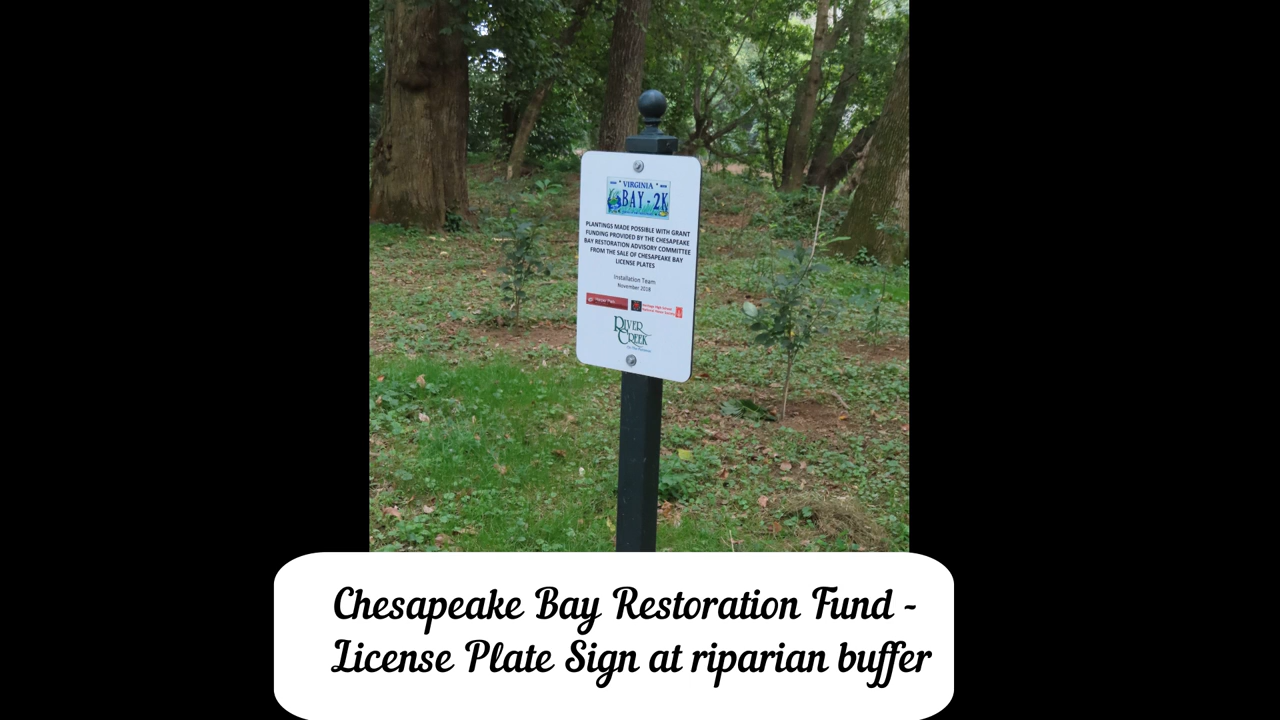 VIRGINIA
BAY-2K
PLANTINGS MADE POSSIBLE WITH GRANT
FUNDING PROVIDED BY THE CHESAPEAKE
BAY RESTORATION ADVISORY COMMITTEE
FROM THE SALE OF CHESAPEAKE BAY
LICENSE PLATES
Installation Team
November 2018
RIVER
CREEK
Chesapeake Bay Restoration Fund -
License Plate Sign at riparian buffer